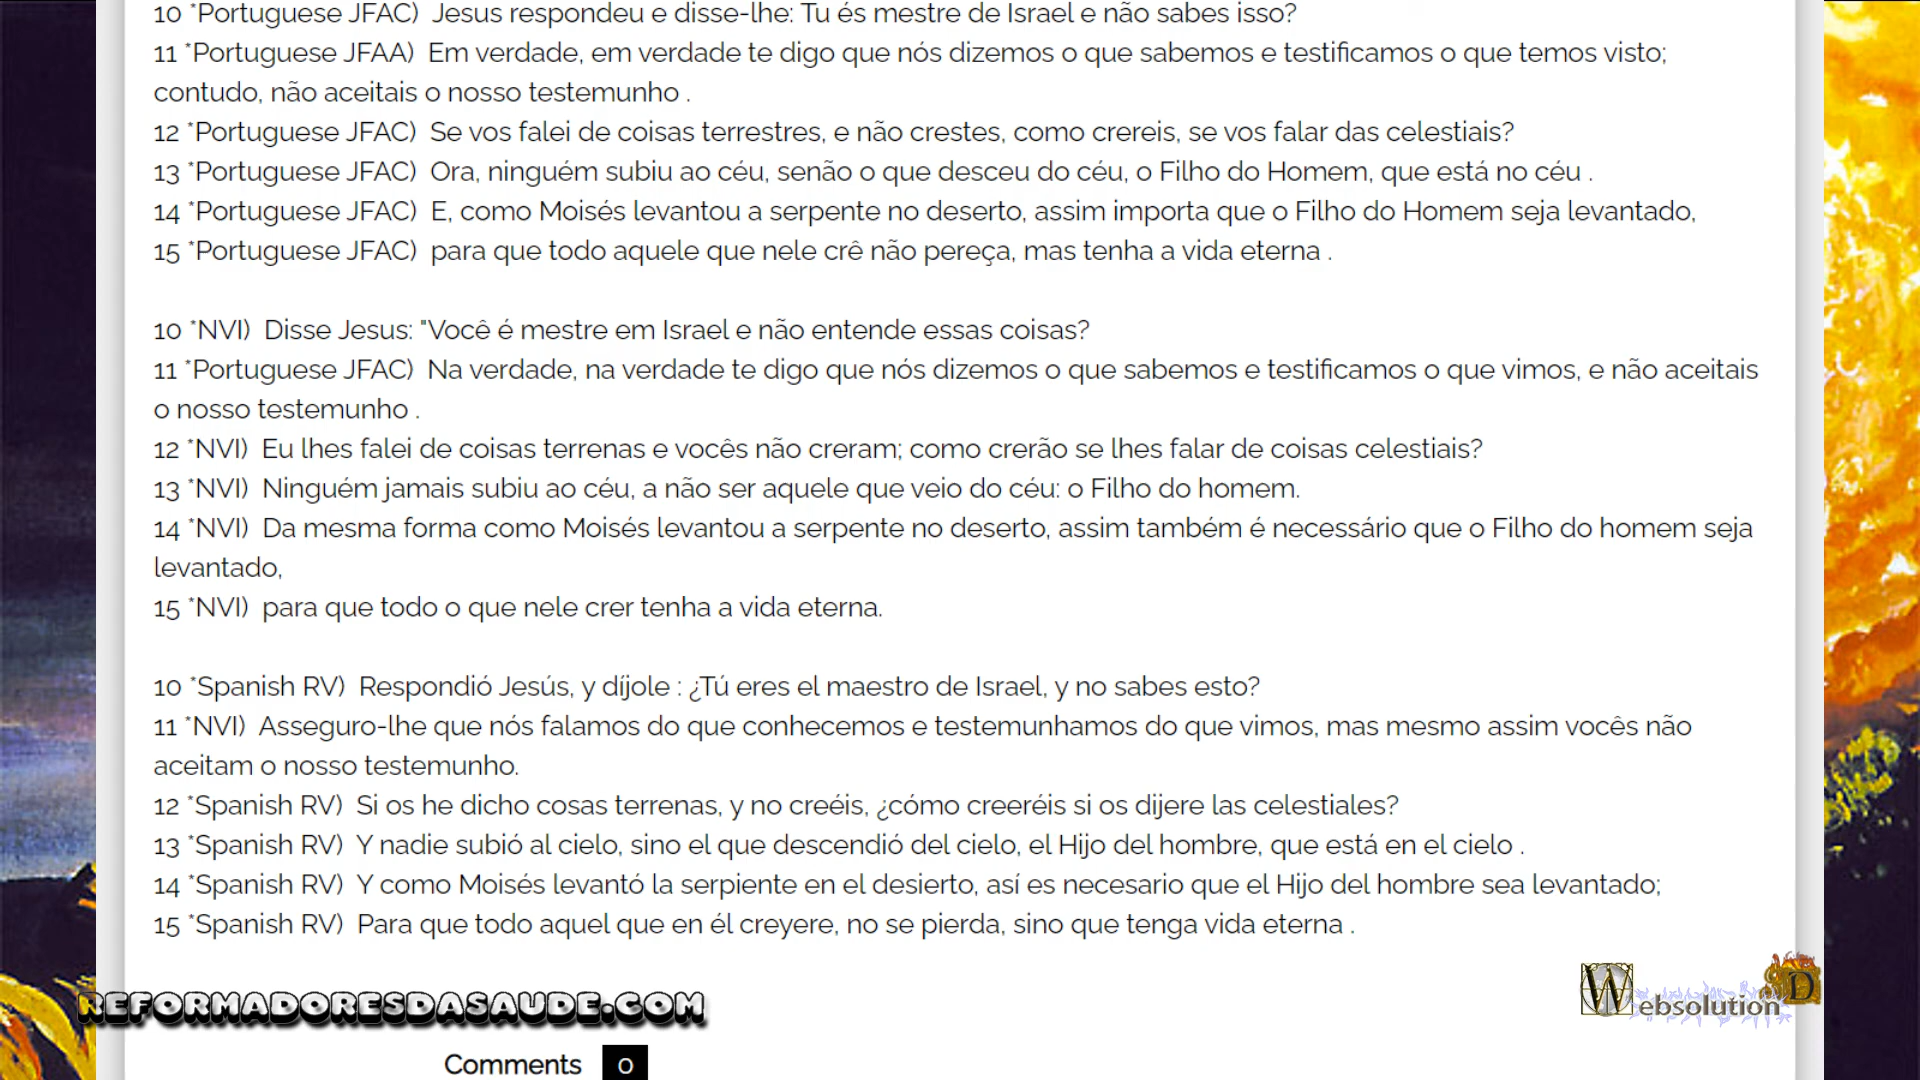 10 *Portuguese JFAC) Jesus respondeu e disse-lhe: Tu és mestre de Israel e não sabes isso?
11 *Portuguese JFAA) Em verdade, em verdade te digo que nós dizemos o que sabemos e testificamos o que temos visto;
contudo, não aceitais o nosso testemunho .
12 *Portuguese JFAC) Se vos falei de coisas terrestres, e não crestes, como crereis, se vos falar das celestiais?
13 *Portuguese JFAC) Ora, ninguém subiu ao céu, senão o que desceu do céu, o Filho do Homem, que está no céu .
14 *Portuguese JFAC) E, como Moisés levantou a serpente no deserto, assim importa que o Filho do Homem seja levantado,
15 *Portuguese JFAC) para que todo aquele que nele crê não pereça, mas tenha a vida eterna .
10 *NVI) Disse Jesus: "Você é mestre em Israel e não entende essas coisas?
11 *Portuguese JFAC) Na verdade, na verdade te digo que nós dizemos o que sabemos e testificamos o que vimos, e não aceitais
o nosso testemunho .
12 *NVI) Eu lhes falei de coisas terrenas e vocês não creram; como crerão se lhes falar de coisas celestiais?
13 *NVI) Ninguém jamais subiu ao céu, a não ser aquele que veio do céu: o Filho do homem.
14 *NVI) Da mesma forma como Moisés levantou a serpente no deserto, assim também é necessário que o Filho do homem seja
levantado,
15 *NVI) para que todo o que nele crer tenha a vida eterna.
10 *Spanish RV) Respondió Jesús, y díjole : ¿Tú eres el maestro de Israel, y no sabes esto?
11 *NVI) Asseguro-lhe que nós falamos do que conhecemos e testemunhamos do que vimos, mas mesmo assim vocês não
aceitam o nosso testemunho.
12 *Spanish RV) Si os he dicho cosas terrenas, y no creéis, ¿cómo creeréis si os dijere las celestiales?
13 *Spanish RV) Y nadie subió al cielo, sino el que descendió del cielo, el Hijo del hombre, que está en el cielo .
14 *Spanish RV) Y como Moisés levantó la serpiente en el desierto, así es necesario que el Hijo del hombre sea levantado;
15 *Spanish RV) Para que todo aquel que en él creyere, no se pierda, sino que tenga vida eterna .
REFORMADORESDASAUDE.COM
Websolution D
Comments 0